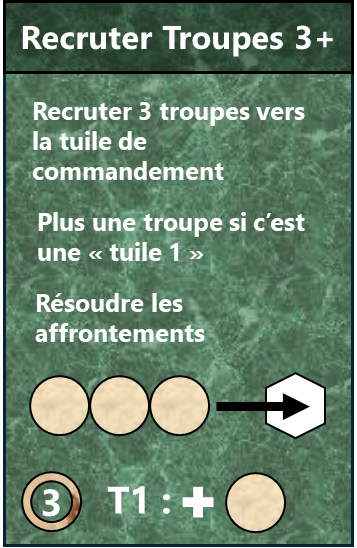 Recruter Troupes 3+
Recruter 3 troupes vers
la tuile de
commandement
Plus une troupe si c’est
une « tuile 1 »
Résoudre les
affrontements
3 T1 : +